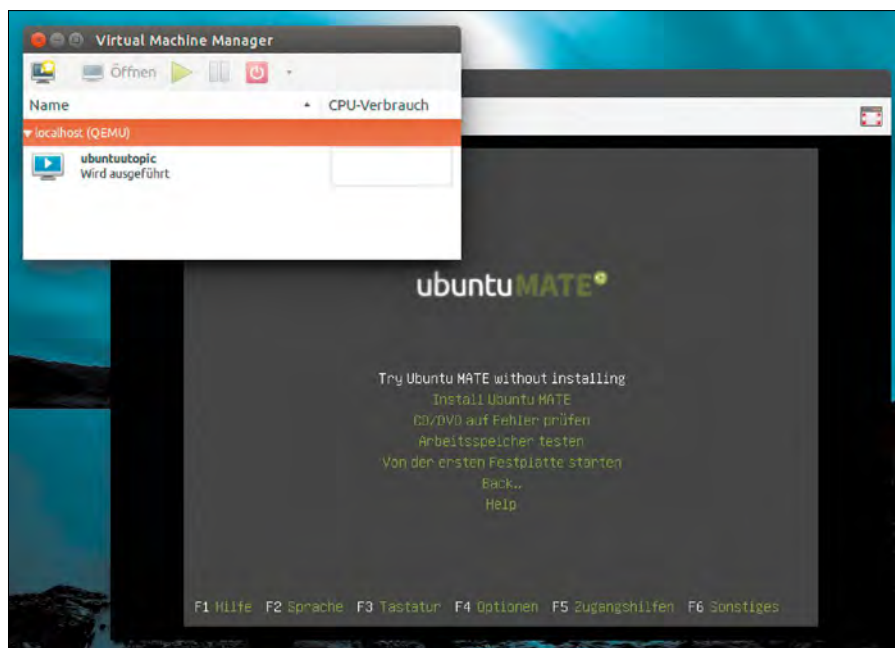 Virtual Machine Manager
Öffnen
Name CPU-Verbrauch
localhost (QEMU)
ubuntuutopic
Wird ausgeführt
ubuntu MATE
Try Ubuntu MATE without installing
Install Ubuntu MATE
CD/DVD auf Fehler prüfen
Arbeitsspeicher testen
Von der ersten Festplatte starten
Back..
Help
F1 Hilfe F2 Sprache F3 Tastatur F4 Optionen F5 Zugangshilfen F6 Sonstiges